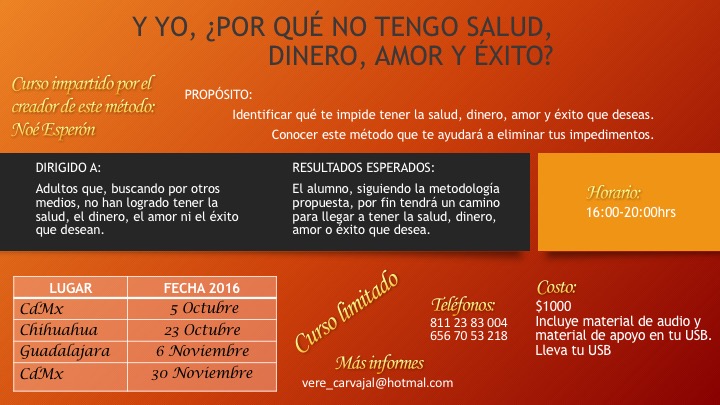 Y YO, ¿POR QUÉ NO TENGO SALUD,
DINERO, AMOR Y ÉXITO?
Curso impartido por el
creador de este método:
Noé Esperón
PROPÓSITO:
Identificar qué te impide tener la salud, dinero, amor y éxito que deseas.
Conocer este método que te ayudará a eliminar tus impedimentos.
DIRIGIDO A:
Adultos que, buscando por otros
medios, no han logrado tener la
salud, el dinero, el amor ni el éxito
que desean.
RESULTADOS ESPERADOS:
El alumno, siguiendo la metodología
propuesta, por fin tendrá un camino
para llegar a tener la salud, dinero,
amor o éxito que desea.
Horario:
16:00-20:00hrs
LUGAR FECHA 2016
CdMx 5 Octubre
Chihuahua 23 Octubre
Guadalajara 6 Noviembre
CdMx 30 Noviembre
Curso limitado
Más informes
vere_carvajal@hotmal.com
Teléfonos:
811 23 83 004
656 70 53 218
Costo:
$1000
Incluye material de audio y
material de apoyo en tu USB.
Lleva tu USB